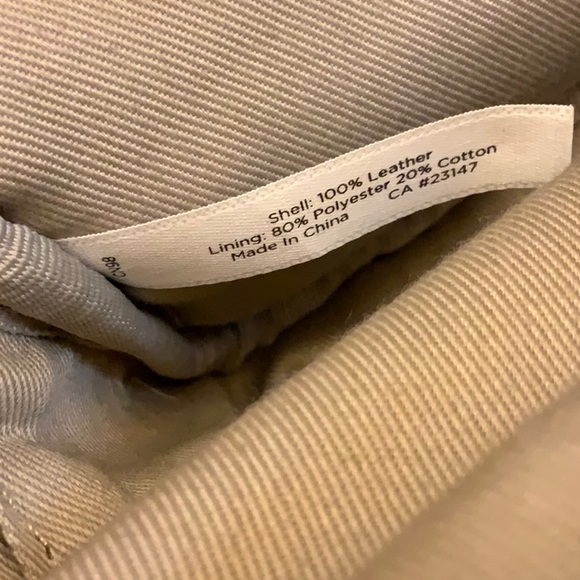 Shell: 100% Leather
Lining: 80% Polyester 20% Cotton
Made In China CA #23147